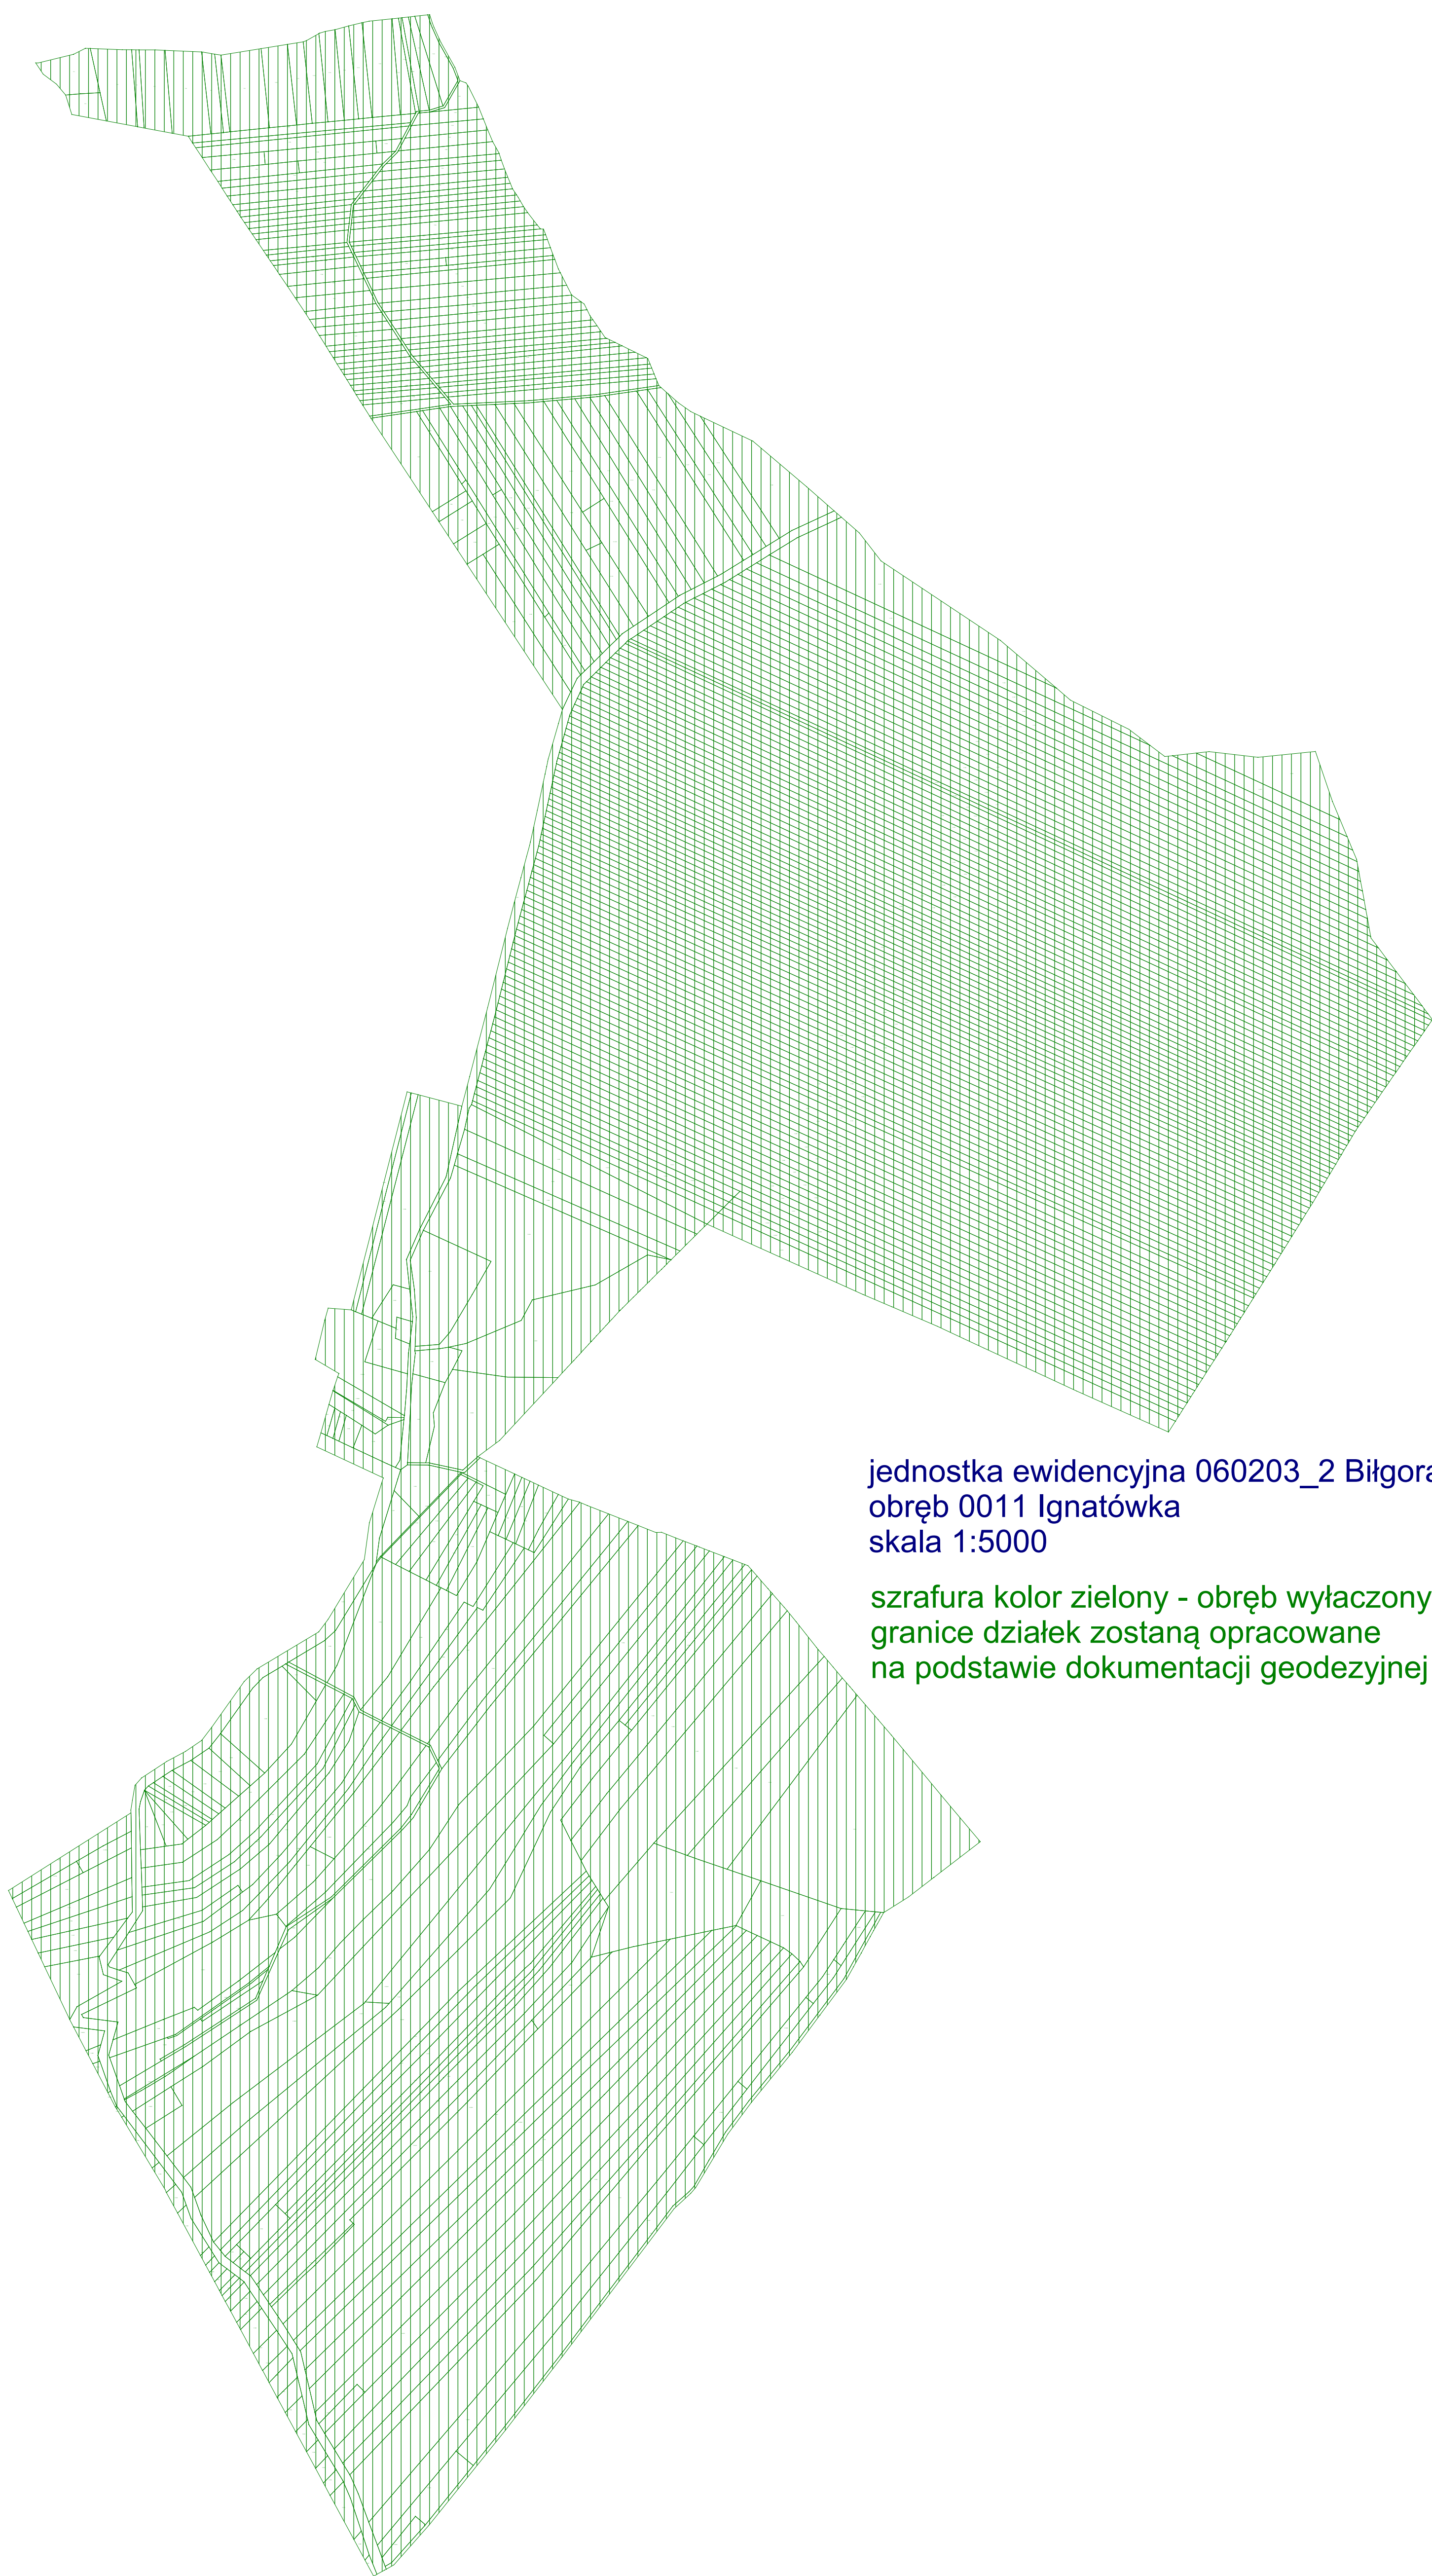 jednostka ewidencyjna 060203_2 Biłgora
obręb 0011 Ignatówka
skala 1:5000
szrafura kolor zielony - obręb wyłaczony
granice działek zostaną opracowane
na podstawie dokumentacji geodezyjnej